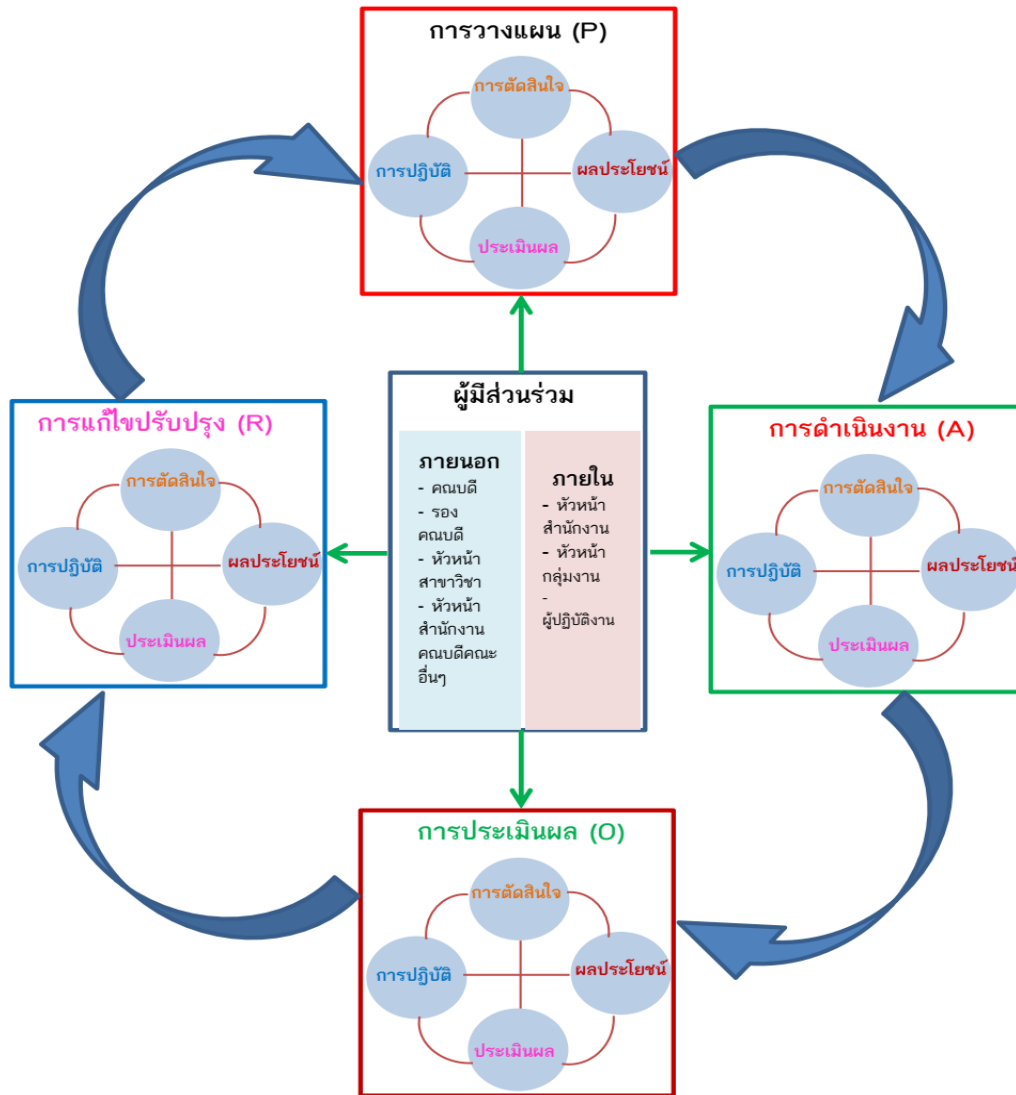 การวางแผน (P)
การตัดสินใจ
การปฏิบัติ
ผลประโยชน์
ประเมินผล
ผู้มีส่วนร่วม
ภายนอก
- คณบดี
- รอง
คณบดี
- หัวหน้า
สาขาวิชา
- หัวหน้า
สำนักงาน
คณบดีคณะ
อื่นๆ
ภายใน
- หัวหน้า
สำนักงาน
- หัวหน้า
กลุ่มงาน
-
ผู้ปฏิบัติงาน
การแก้ไขปรับปรุง (R)
การตัดสินใจ
การปฏิบัติ
ผลประโยชน์
ประเมินผล
การดำเนินงาน (A)
การตัดสินใจ
การปฏิบัติ
ผลประโยชน์
ประเมินผล
การประเมินผล (O)
การตัดสินใจ
การปฏิบัติ
ผลประโยชน์
ประเมินผล